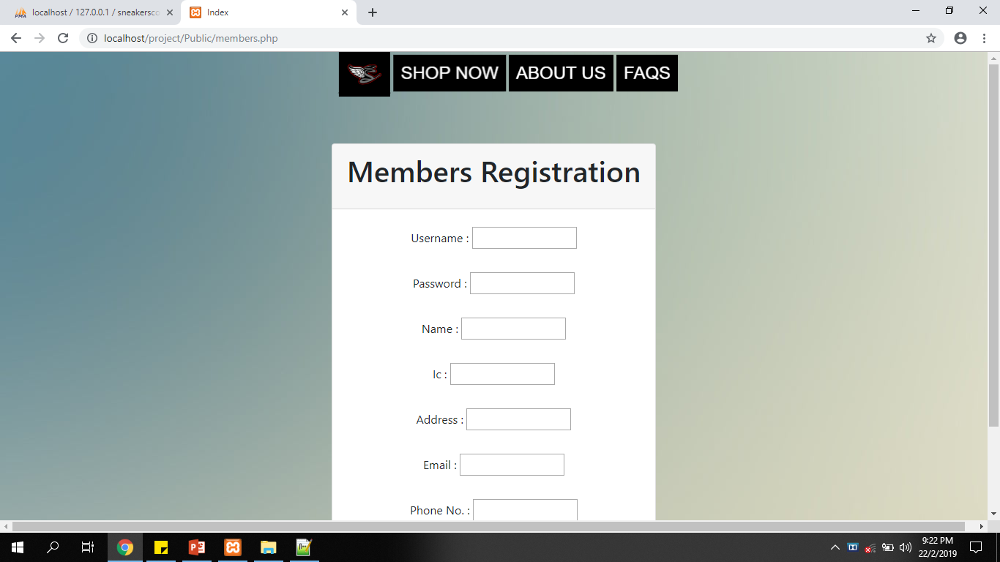 localhost / 127.0.0.1 / sneakersco
Index
localhost/project/Public/members.php
SHOP NOW ABOUT US FAQS
Members Registration
Username :
Password :
Name :
Ic :
Address :
Email :
Phone No. :
9:22 PM
22/2/2019